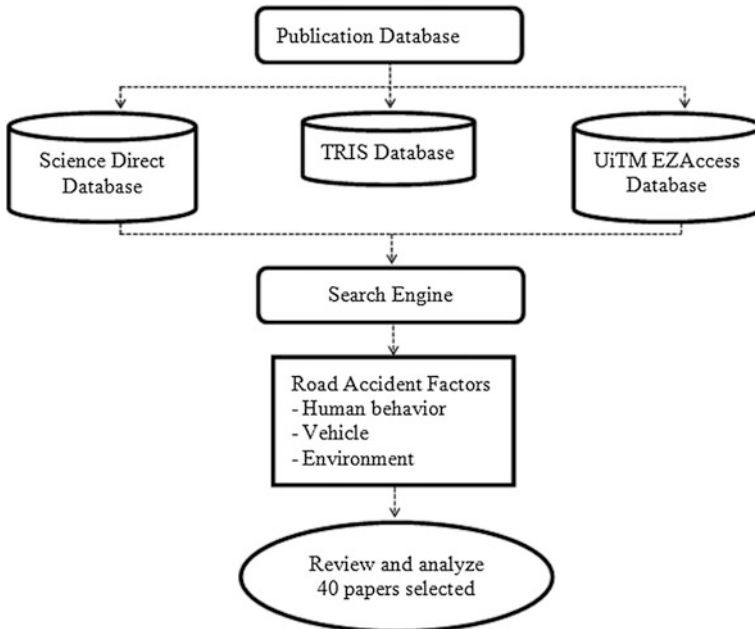 Publication Database
Science Direct
Database
TRIS Database
UiTM EZAccess
Database
Search Engine
Road Accident Factors
- Human behavior
- Vehicle
- Environment
Review and analyze
40 papers selected